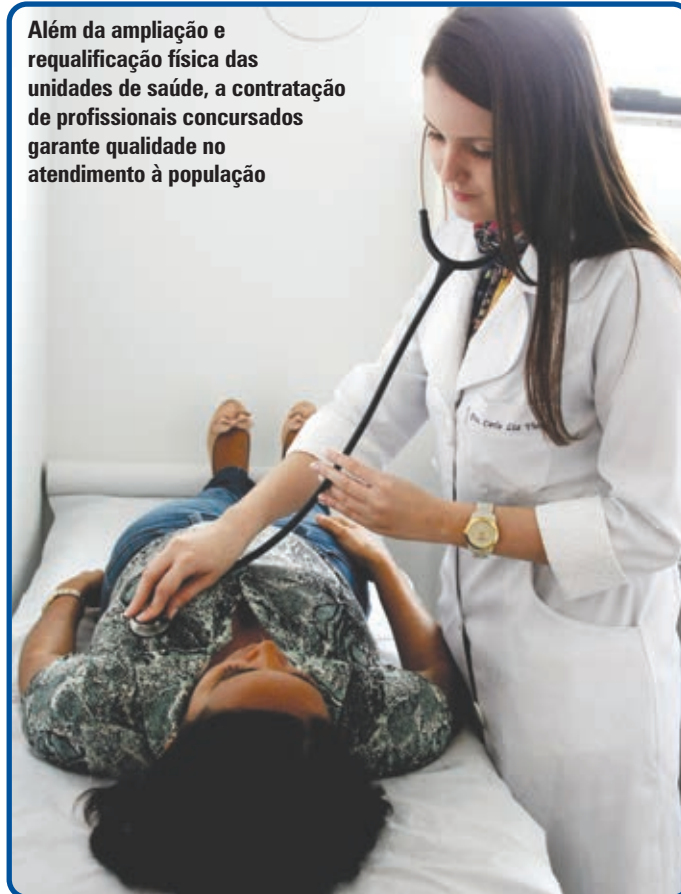 Além da ampliação e
requalificação física das
unidades de saúde, a contratação
de profissionais concursados
garante qualidade no
atendimento à população